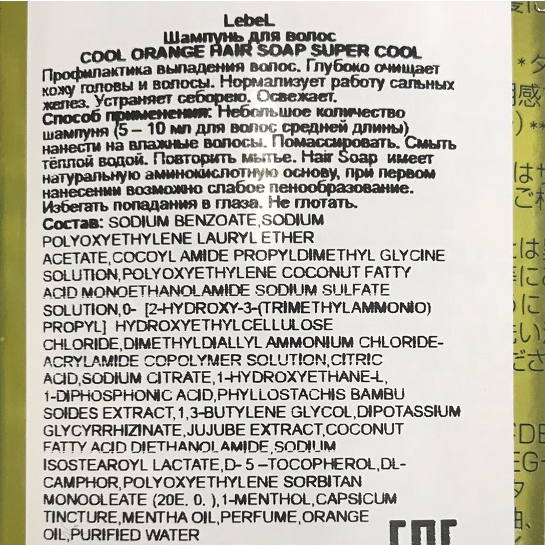 LebeL
Шампунь для волос
COOL ORANGE HAIR SOAP SUPER COOL
Профилактика выпадения волос. Глубоко очищает
кожу головы и волосы. Нормализует работу сальных
желез. Устраняет себорею. Освежает.
Способ применения: Небольшое количество
шампуня (5 – 10 мл для волос средней длины)
нанести на влажные волосы. Помассировать. Смыть
тёплой водой. Повторить мытье. Hair Soap имеет
натуральную аминокислотную основу, при первом
нанесении возможно слабое пенообразование.
Избегать попадания в глаза. Не глотать.
Состав: SODIUM BENZOATE,SODIUM
POLYOXYETHYLENE LAURYL ETHER
ACETATE,COCOYL AMIDE PROPYLDIMETHYL GLYCINE
SOLUTION,POLYOXYETHYLENE COCONUT FATTY
ACID MONOETHANOLAMIDE SODIUM SULFATE
SOLUTION,0- [2-HYDROXY-3-(TRIMETHYLAMMONIO)
PROPYL] HYDROXYETHYLCELLULOSE
CHLORIDE,DIMETHYLDIALLYL AMMONIUM CHLORIDE-
ACRYLAMIDE COPOLYMER SOLUTION,CITRIC
ACID,SODIUM CITRATE,1-HYDROXYETHANE-L,
1-DIPHOSPHONIC ACID,PHYLLOSTACHIS BAMBU
SOIDES EXTRACT,1,3-BUTYLENE GLYCOL,DIPOTASSIUM
GLYCYRRHIZINATE,JUJUBE EXTRACT,COCONUT
FATTY ACID DIETHANOLAMIDE,SODIUM
ISOSTEAROYL LACTATE,D- 5 –TOCOPHEROL,DL-
CAMPHOR,POLYOXYETHYLENE SORBITAN
MONOOLEATE (20E. 0. ),1-MENTHOL,CAPSICUM
TINCTURE,MENTHA OIL,PERFUME,ORANGE
OIL,PURIFIED WATER